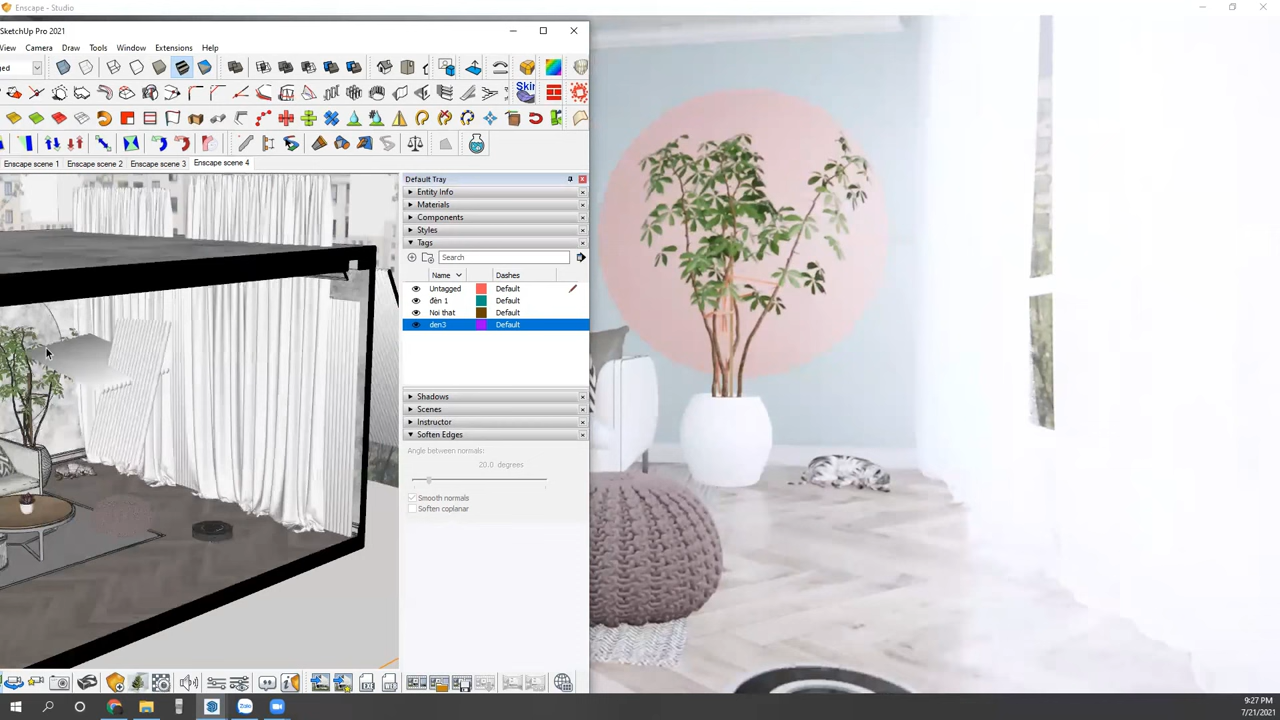 Enscape - Studio
SketchUp Pro 2021
View Camera Draw Tools Window Extensions Help
ged
Skin
Enscape scene 1 Enscape scene 2 Enscape scene 3 Enscape scene 4
Default Tray
Entity Info
Materials
Components
Styles
Tags
Search
Name Dashes
Untagged Default
đèn 1 Default
Noi that Default
den3 Default
Shadows
Scenes
Instructor
Soften Edges
Angle between normals:
20.0 degrees
Smooth normals
Soften coplanar
Zalo
9:27 PM
7/21/2021